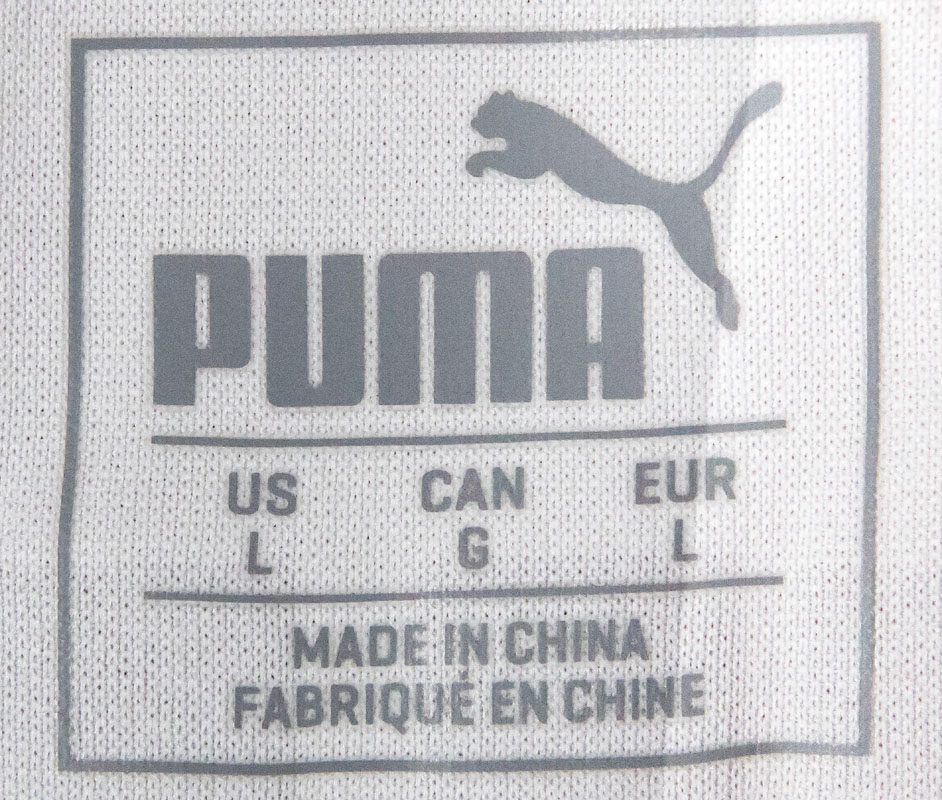 PUMA
US CAN EUR
L G L
MADE IN CHINA
FABRIQUÉ EN CHINE